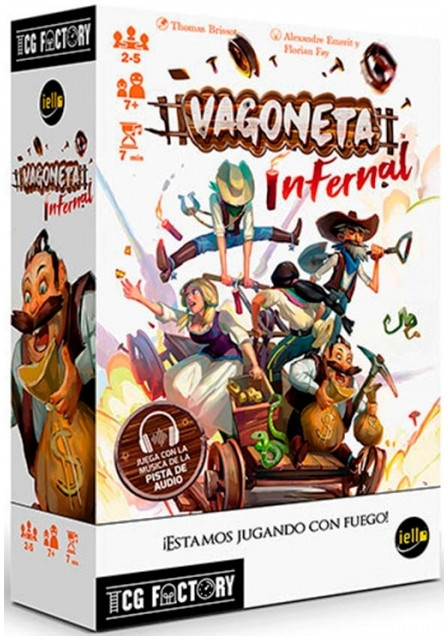 TCG FACTORY
iello
VAGONETA
Infernal
2-5
7+
7 min
Thomas Brissot
Alexandre Emerit y
Florian Fay
2-5
7+
7 min
VAGONETA
Infernal
JUEGA CON LA
MÚSICA DE LA
PISTA DE
AUDIO
¡ESTAMOS JUGANDO CON FUEGO!
iello
TCG FACTORY